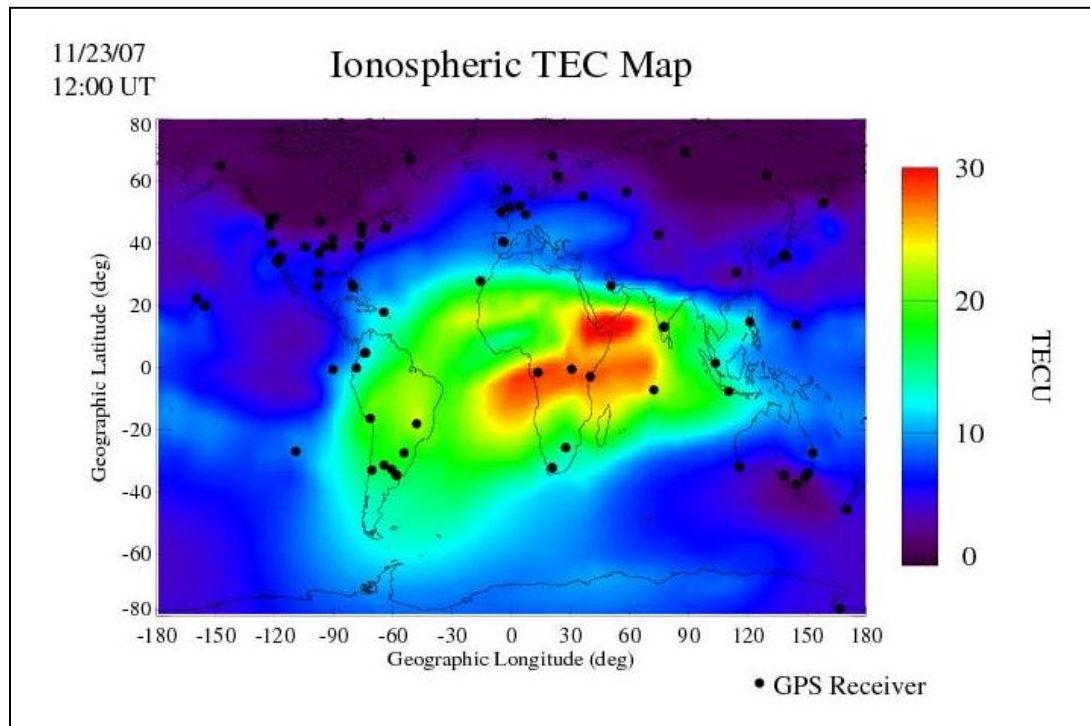 11/23/07
12:00 UT
Ionospheric TEC Map
80
60
40
20
0
-20
-40
-60
-80
Geographic Latitude (deg)
-180 -150 -120 -90 -60 -30 0 30 60 90 120 150 180
Geographic Longitude (deg)
30
20
10
0
TECU
GPS Receiver